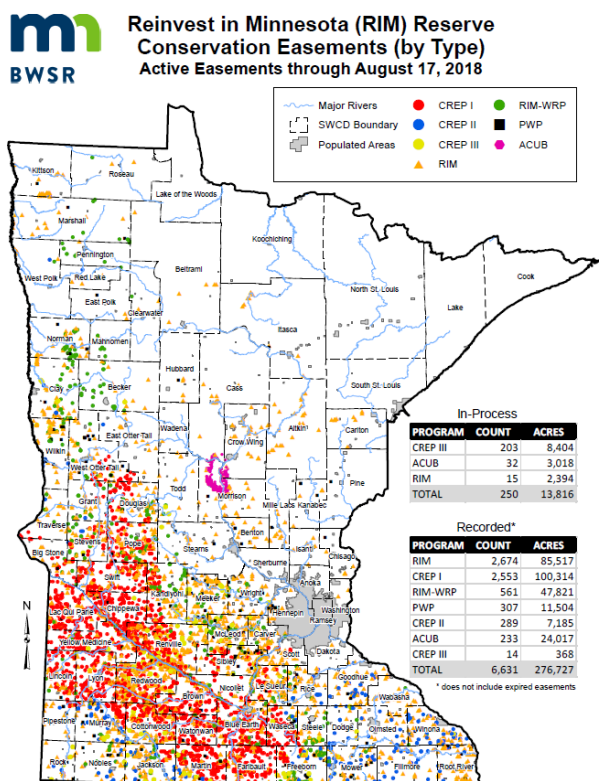 Reinvest in Minnesota (RIM) Reserve
Conservation Easements (by Type)
Active Easements through August 17, 2018
BWSR
Major Rivers
SWCD Boundary
Populated Areas
CREP I
CREP II
CREP III
RIM
RIM-WRP
PWP
ACUB
Kittson
Roseau
Lake of the Woods
Marshall
Koochiching
Pennington
Beltrami
Cook
West Polk
Red Lake
North St. Louis
Lake
East Polk
Clearwater
Itasca
Norman
Mahnomen
South St. Louis
Hubbard
Cass
Clay
Becker
Wadena
Aitkin
Carlton
Crow Wing
East Otter Tail
Wilkin
West Otter Tail
Pine
Todd
Morrison
Grant
Douglas
Mille Lacs
Kanabec
Traverse
Stevens
Pope
Benton
Big Stone
Stearns
Isanti
Chisago
Sherburne
Swift
Anoka
Kandiyohi
Wright
Meeker
Washington
Hennepin
Ramsey
Lac Qui Parle
Chippewa
McLeod
Carver
Yellow Medicine
Renville
Scott
Dakota
Sibley
Lincoln
Lyon
Redwood
Nicollet
Le Sueur
Rice
Goodhue
Wabasha
Brown
Pipestone
Murray
Cottonwood
Watonwan
Blue Earth
Waseca
Steele
Dodge
Olmsted
Winona
Rock
Nobles
Jackson
Martin
Faribault
Freeborn
Mower
Fillmore
Root River
N
In-Process
PROGRAM COUNT ACRES
CREP III 203 8,404
ACUB 32 3,018
RIM 15 2,394
TOTAL 250 13,816
Recorded*
PROGRAM COUNT ACRES
RIM 2,674 85,517
CREP I 2,553 100,314
RIM-WRP 561 47,821
PWP 307 11,504
CREP II 289 7,185
ACUB 233 24,017
CREP III 14 368
TOTAL 6,631 276,727
* does not include expired easements